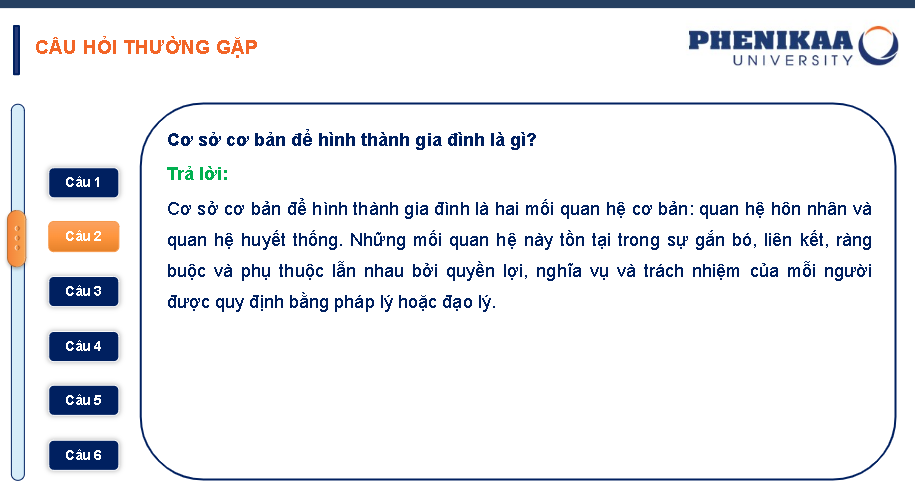 CÂU HỎI THƯỜNG GẶP
PHENIKAA
UNIVERSITY
Cơ sở cơ bản để hình thành gia đình là gì?
Trả lời:
Cơ sở cơ bản để hình thành gia đình là hai mối quan hệ cơ bản: quan hệ hôn nhân và
quan hệ huyết thống. Những mối quan hệ này tồn tại trong sự gắn bó, liên kết, ràng
buộc và phụ thuộc lẫn nhau bởi quyền lợi, nghĩa vụ và trách nhiệm của mỗi người
được quy định bằng pháp lý hoặc đạo lý.
Câu 1
Câu 2
Câu 3
Câu 4
Câu 5
Câu 6